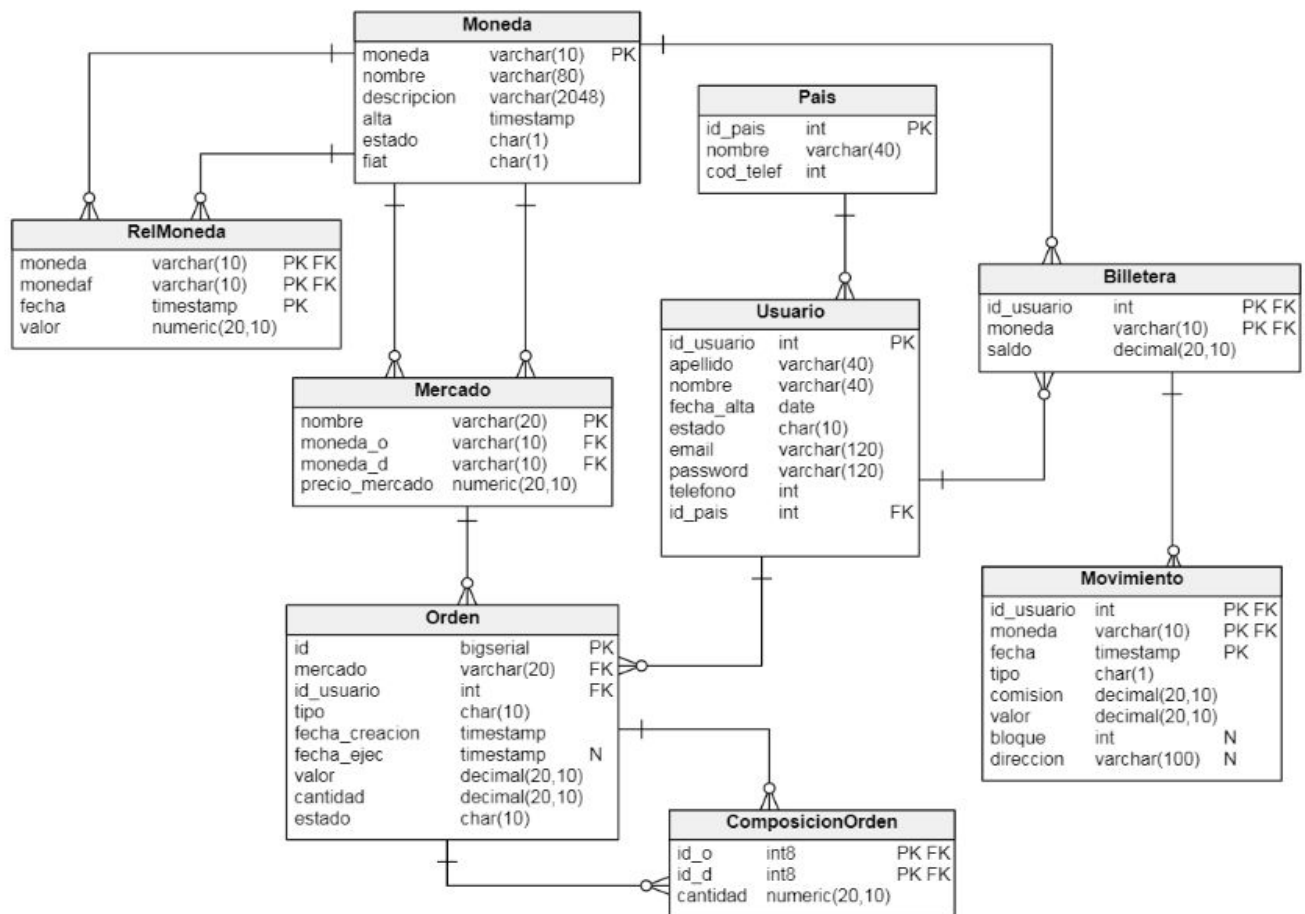 Moneda
moneda varchar(10) PK
nombre varchar(80)
descripcion varchar(2048)
alta timestamp
estado char(1)
fiat char(1)
Pais
id_pais int PK
nombre varchar(40)
cod_telef int
RelMoneda
moneda varchar(10) PK FK
monedaf varchar(10) PK FK
fecha timestamp PK
valor numeric(20,10)
Billetera
id_usuario int PK FK
moneda varchar(10) PK FK
saldo decimal(20,10)
Usuario
id_usuario int PK
apellido varchar(40)
nombre varchar(40)
fecha_alta date
estado char(10)
email varchar(120)
password varchar(120)
telefono int
id_pais int FK
Mercado
nombre varchar(20) PK
moneda_o varchar(10) FK
moneda_d varchar(10) FK
precio_mercado numeric(20,10)
Movimiento
id_usuario int PK FK
moneda varchar(10) PK FK
fecha timestamp PK
tipo char(1)
comision decimal(20,10)
valor decimal(20,10)
bloque int N
direccion varchar(100) N
Orden
id bigserial PK
mercado varchar(20) FK
id_usuario int FK
tipo char(10)
fecha_creacion timestamp
fecha_ejec timestamp N
valor decimal(20,10)
cantidad decimal(20,10)
estado char(10)
ComposicionOrden
id_o int8 PK FK
id_d int8 PK FK
cantidad numeric(20,10)